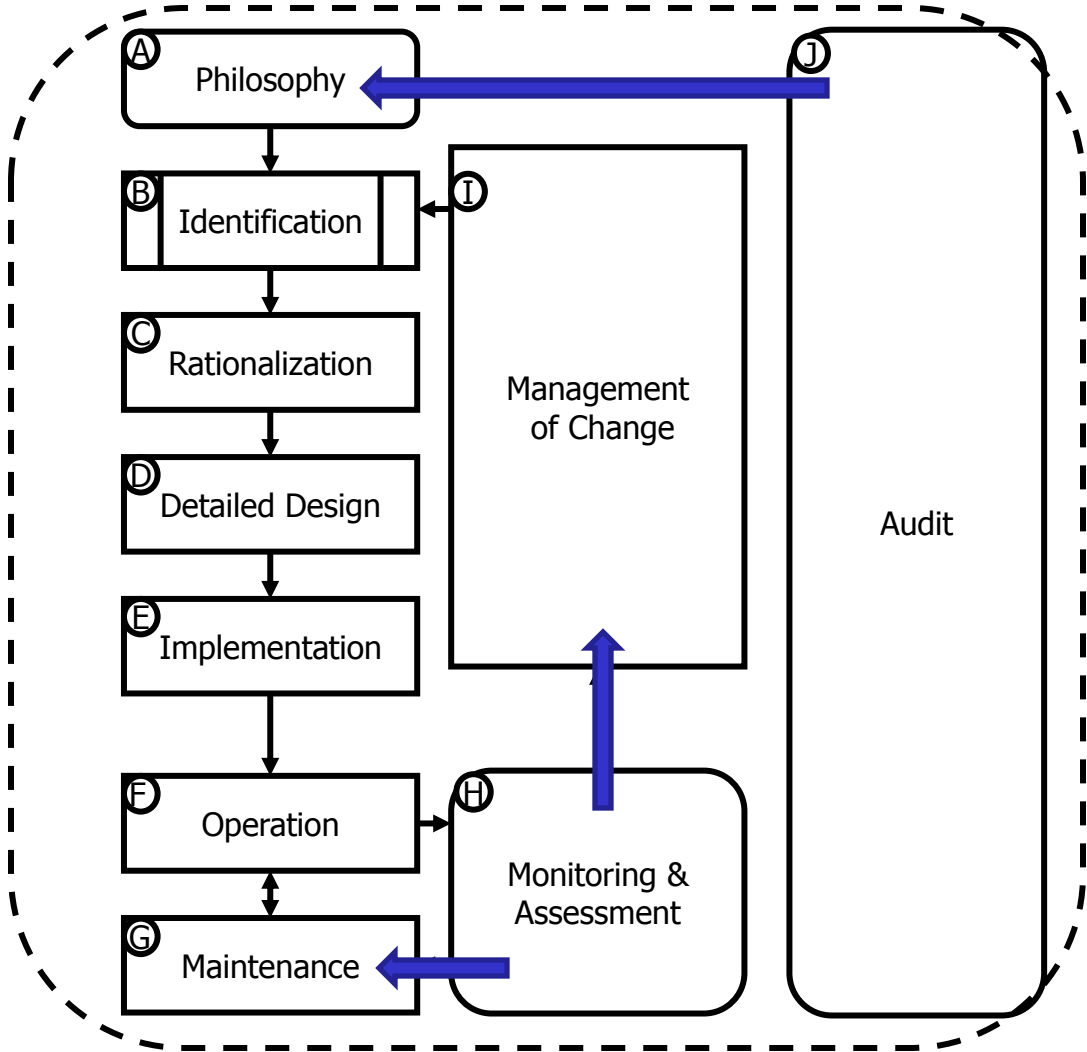 A
Philosophy
J
B
Identification
I
C
Rationalization
Management
of Change
D
Detailed Design
Audit
E
Implementation
F
Operation
H
Monitoring &
Assessment
G
Maintenance